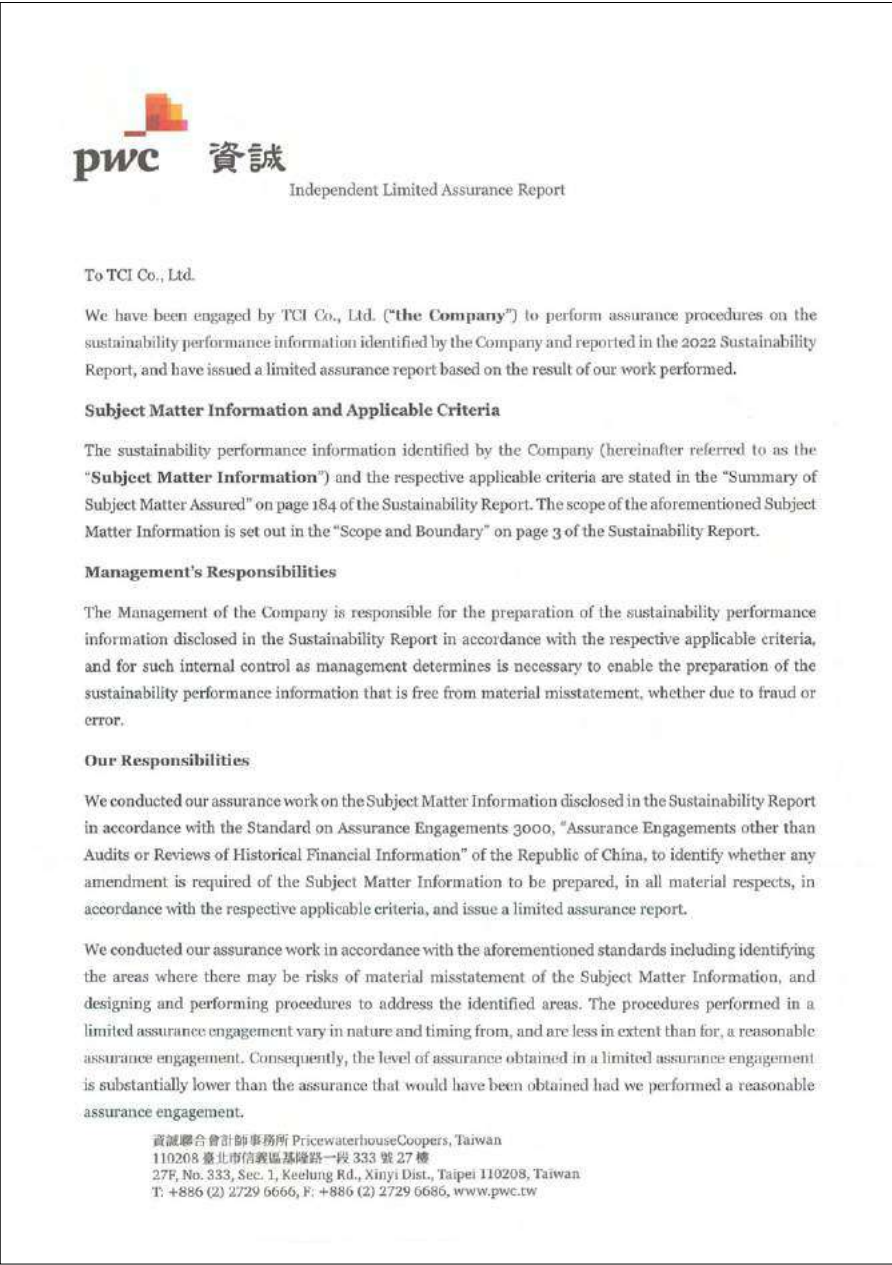 pwc 資誠
Independent Limited Assurance Report
To TCI Co., Ltd.
We have been engaged by TCI Co., Ltd. (“the Company”) to perform assurance procedures on the
sustainability performance information identified by the Company and reported in the 2022 Sustainability
Report, and have issued a limited assurance report based on the result of our work performed.
Subject Matter Information and Applicable Criteria
The sustainability performance information identified by the Company (hereinafter referred to as the
“Subject Matter Information”) and the respective applicable criteria are stated in the “Summary of
Subject Matter Assured” on page 184 of the Sustainability Report. The scope of the aforementioned Subject
Matter Information is set out in the “Scope and Boundary” on page 3 of the Sustainability Report.
Management's Responsibilities
The Management of the Company is responsible for the preparation of the sustainability performance
information disclosed in the Sustainability Report in accordance with the respective applicable criteria,
and for such internal control as management determines is necessary to enable the preparation of the
sustainability performance information that is free from material misstatement, whether due to fraud or
error.
Our Responsibilities
We conducted our assurance work on the Subject Matter Information disclosed in the Sustainability Report
in accordance with the Standard on Assurance Engagements 3000, “Assurance Engagements other than
Audits or Reviews of Historical Financial Information” of the Republic of China, to identify whether any
amendment is required of the Subject Matter Information to be prepared, in all material respects, in
accordance with the respective applicable criteria, and issue a limited assurance report.
We conducted our assurance work in accordance with the aforementioned standards including identifying
the areas where there may be risks of material misstatement of the Subject Matter Information, and
designing and performing procedures to address the identified areas. The procedures performed in a
limited assurance engagement vary in nature and timing from, and are less in extent than for, a reasonable
assurance engagement. Consequently, the level of assurance obtained in a limited assurance engagement
is substantially lower than the assurance that would have been obtained had we performed a reasonable
assurance engagement.
資誠聯合會計師事務所 PricewaterhouseCoopers, Taiwan
110208 臺北市信義區基隆路一段 333 號 27 樓
27F, No. 333, Sec. 1, Keelung Rd., Xinyi Dist., Taipei 110208, Taiwan
T: +886 (2) 2729 6666, F: +886 (2) 2729 6686, www.pwc.tw